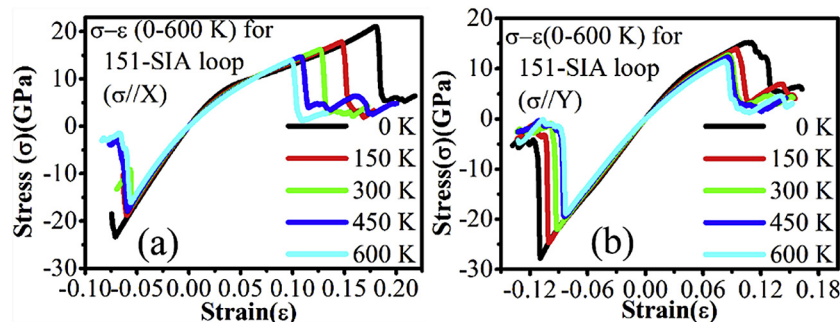 σ–ε (0-600 K) for
151-SIA loop
(σ//X)
20
10
0
-10
-20
-30
Stress (σ)(GPa)
0 K
150 K
300 K
450 K
600 K
(a)
-0.10 -0.05 0.00 0.05 0.10 0.15 0.20
Strain(ε)
σ–ε(0-600 K) for
151-SIA loop
(σ//Y)
20
10
0
-10
-20
-30
Stress(σ)(GPa)
0 K
150 K
300 K
450 K
600 K
(b)
-0.12 -0.06 0.00 0.06 0.12 0.18
Strain(ε)